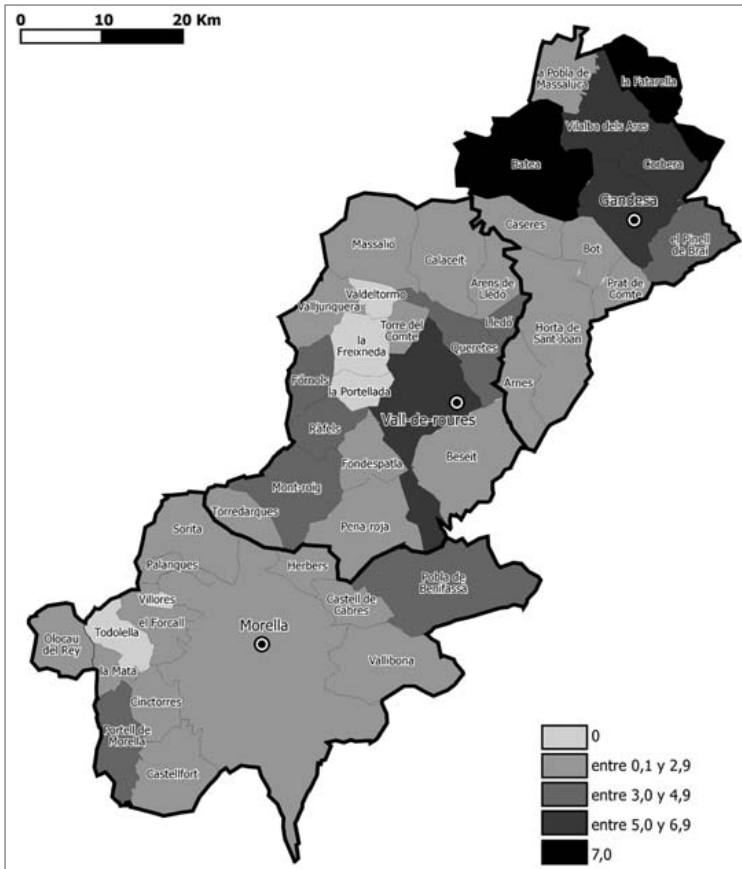 0 10 20 Km
a Pobla de
Massaluca
la Fatarella
Vilalba dels Arcs
Batea
Corbera
Gandesa
Caseres
Massalió
Calaceit
Bot
el Pinell
de Brai
Arens de
Lledó
Prat de
Comte
Valdeltormo
Valljunquera
Torre del
Comte
Lledó
Horta de
Sant Joan
la
Freixneda
Queretes
Fórnols
la Portellada
Arnes
Vall-de-roures
Ràfels
Beseit
Fondespatla
Mont-roig
Torredarques
Pena-roja
Sorita
Palanques
Herbers
Pobla de
Benifassà
Villores
Castell de
Cabres
el Forcall
Todolella
Morella
Olocau
del Rey
Vallibona
la Mata
Cinctorres
Portell de
Morella
Castellfort
0
entre 0,1 y 2,9
entre 3,0 y 4,9
entre 5,0 y 6,9
7,0